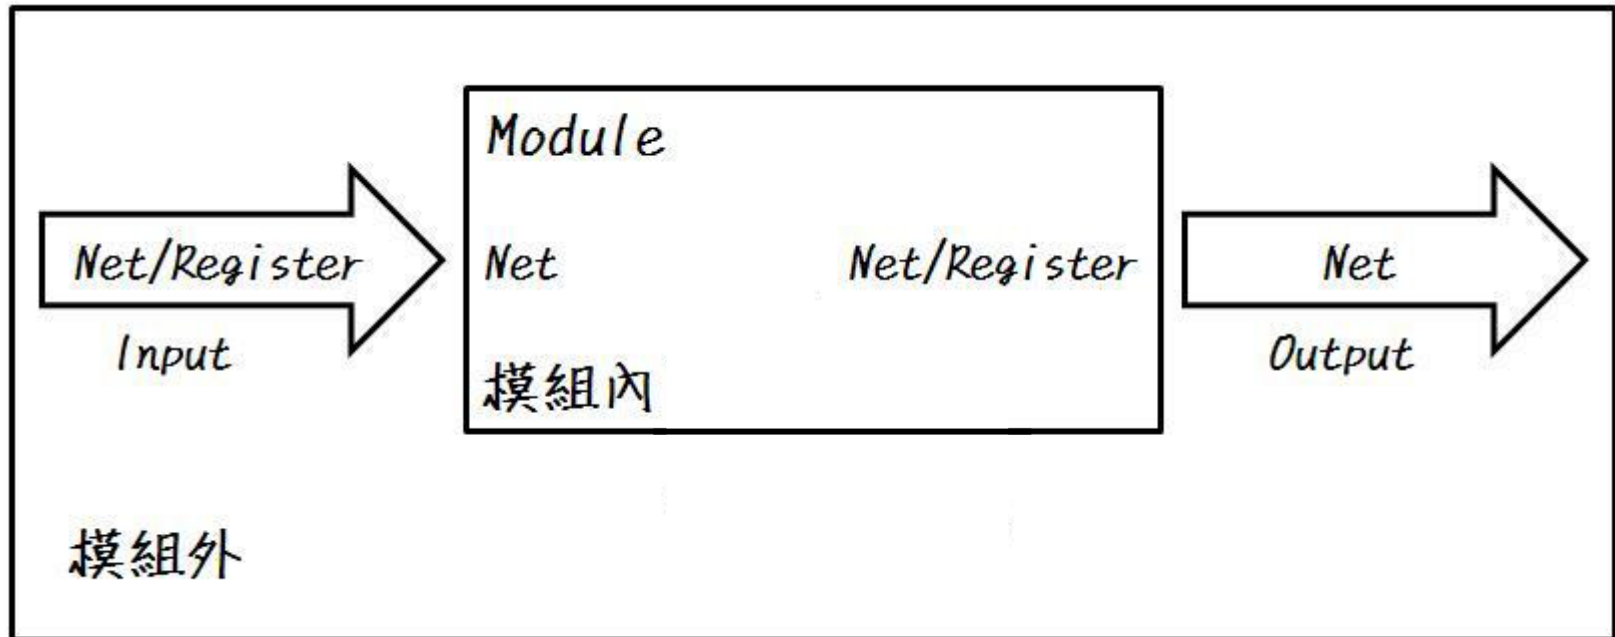 Module
Net/Register
Net
Net/Register
Net
Input
Output
模組內
模組外